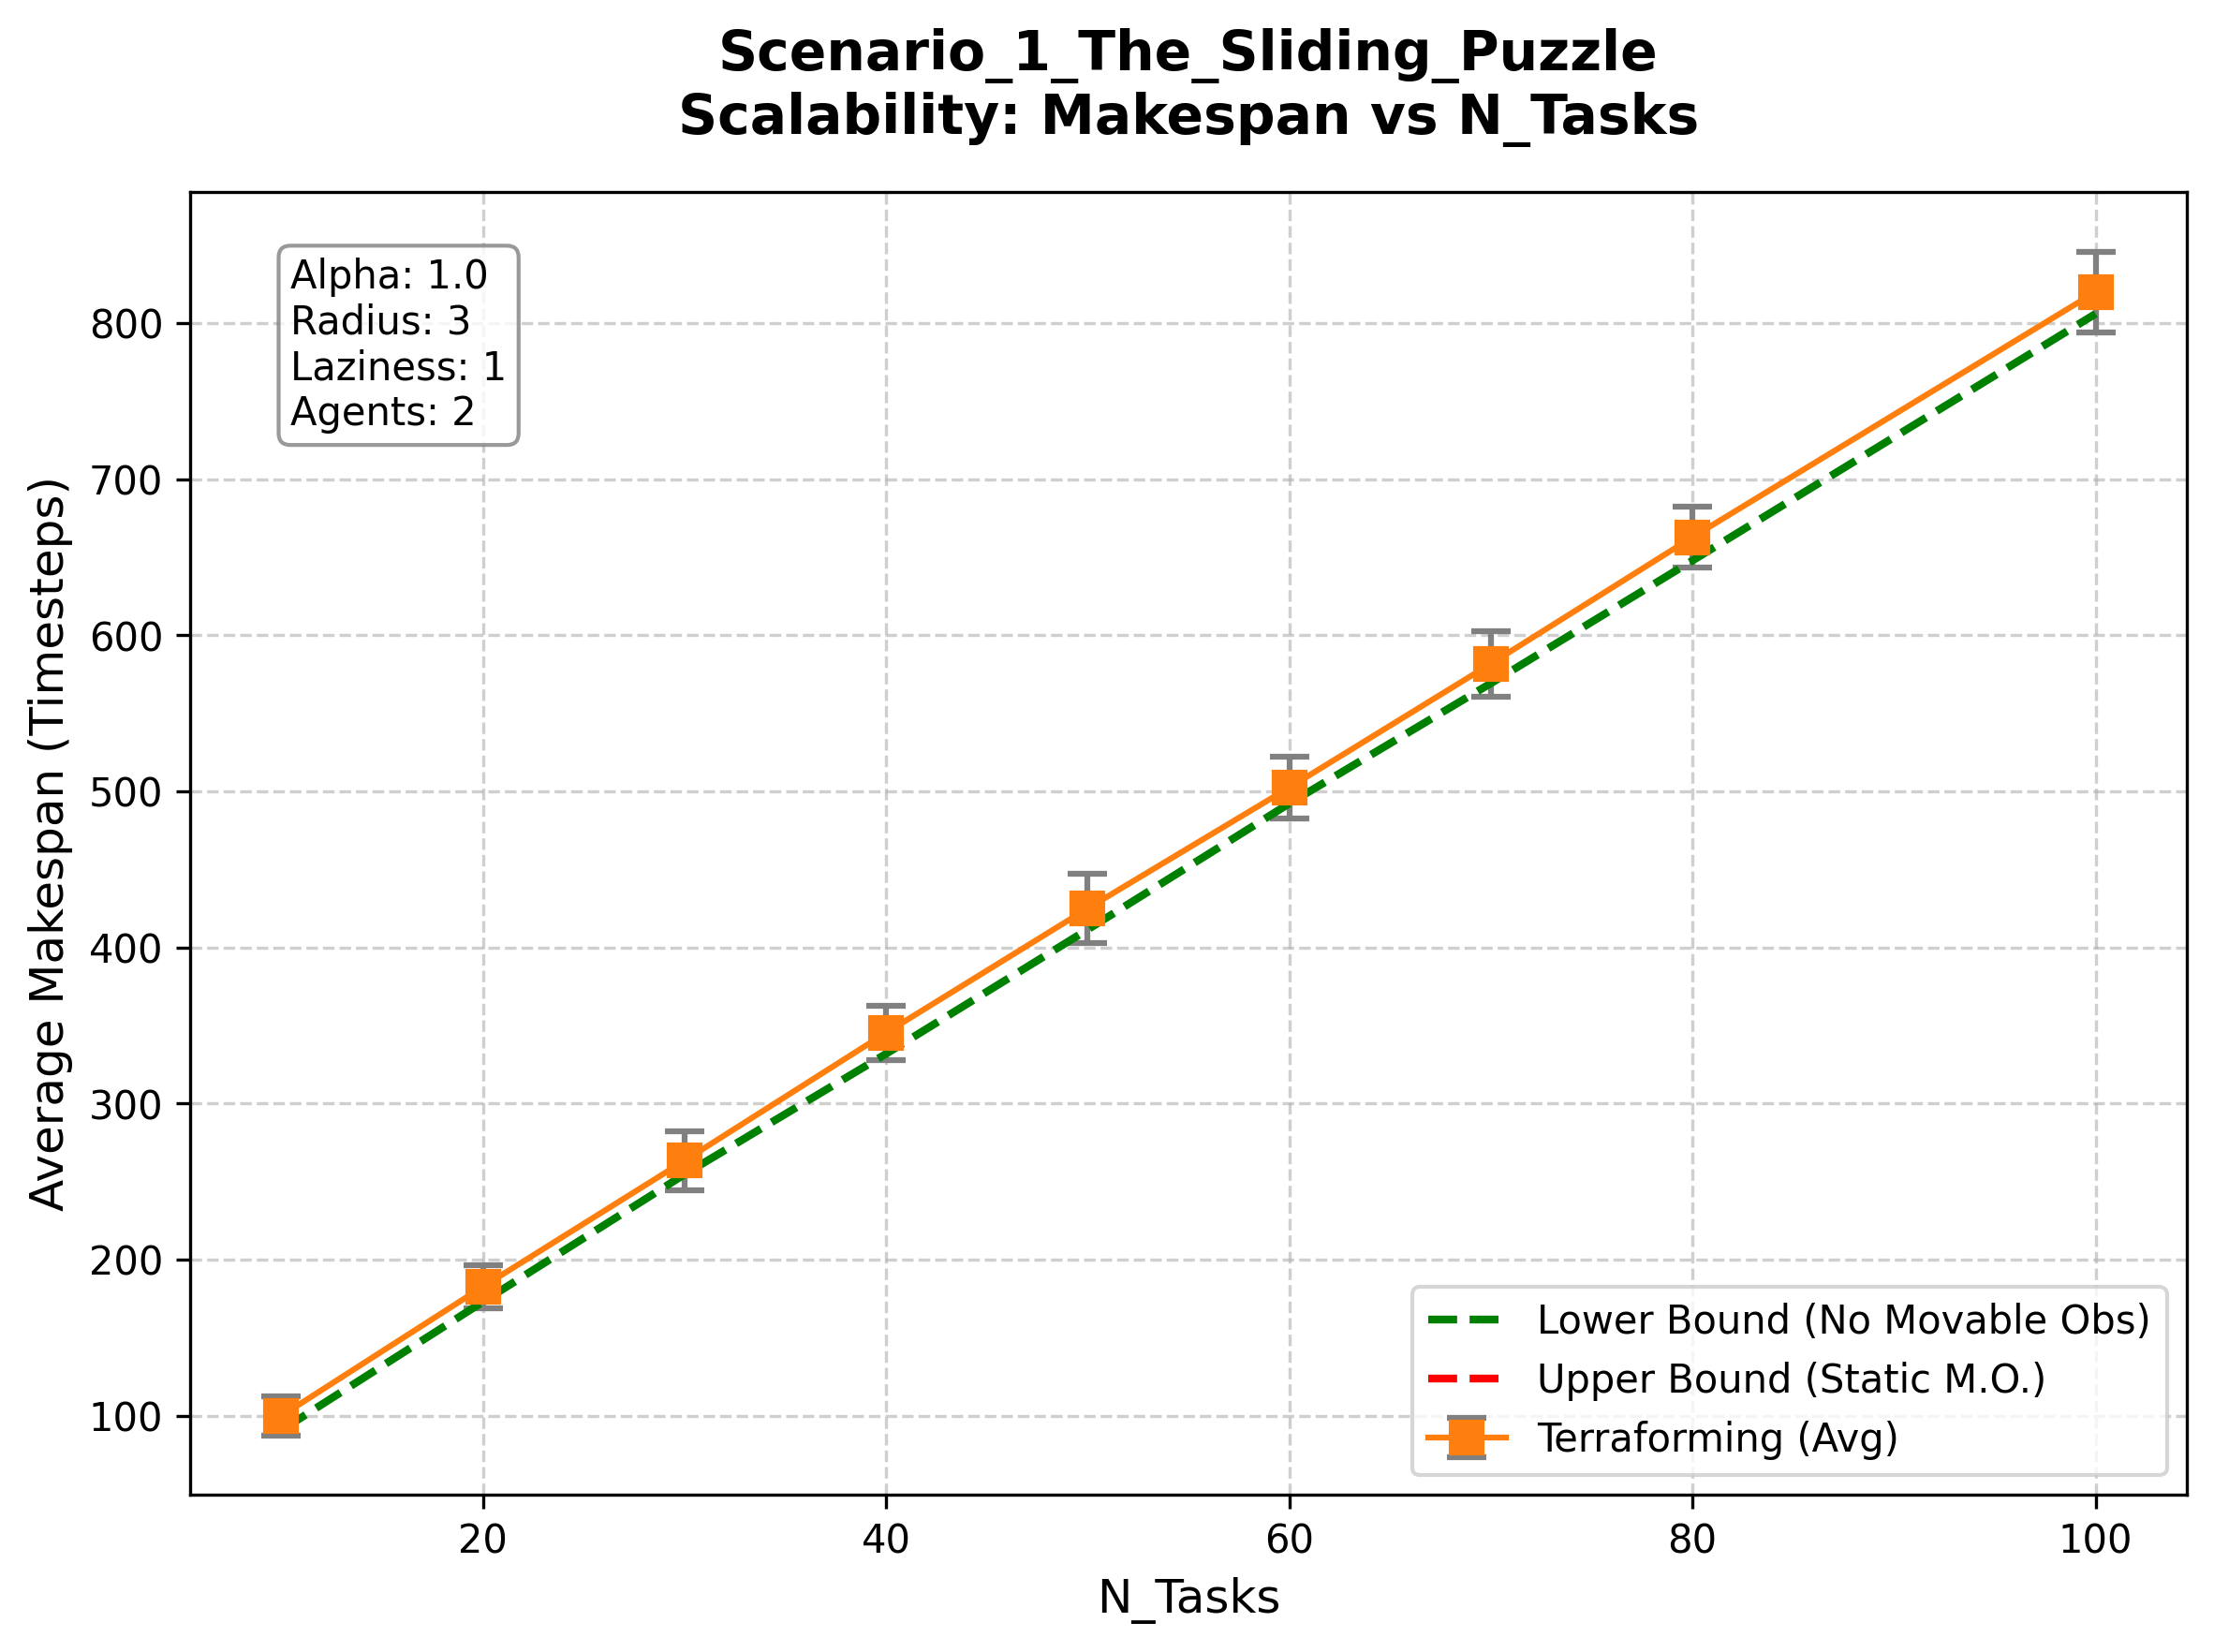 Scenario_1_The_Sliding_Puzzle
Scalability: Makespan vs N_Tasks
Alpha: 1.0
Radius: 3
Laziness: 1
Agents: 2
Average Makespan (Timesteps)
800
700
600
500
400
300
200
100
Lower Bound (No Movable Obs)
Upper Bound (Static M.O.)
Terraforming (Avg)
20 40 60 80 100
N_Tasks